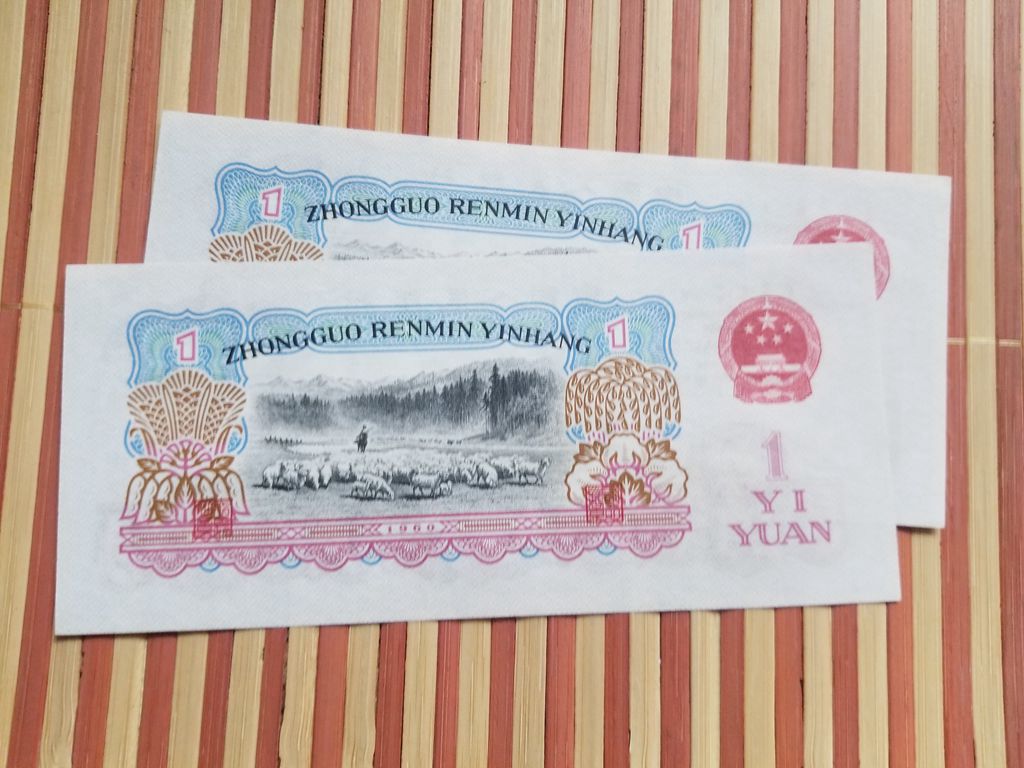 1 ZHONGGUO RENMIN YINHANG 1
1 ZHONGGUO RENMIN YINHANG 1
1960
1
YI
YUAN